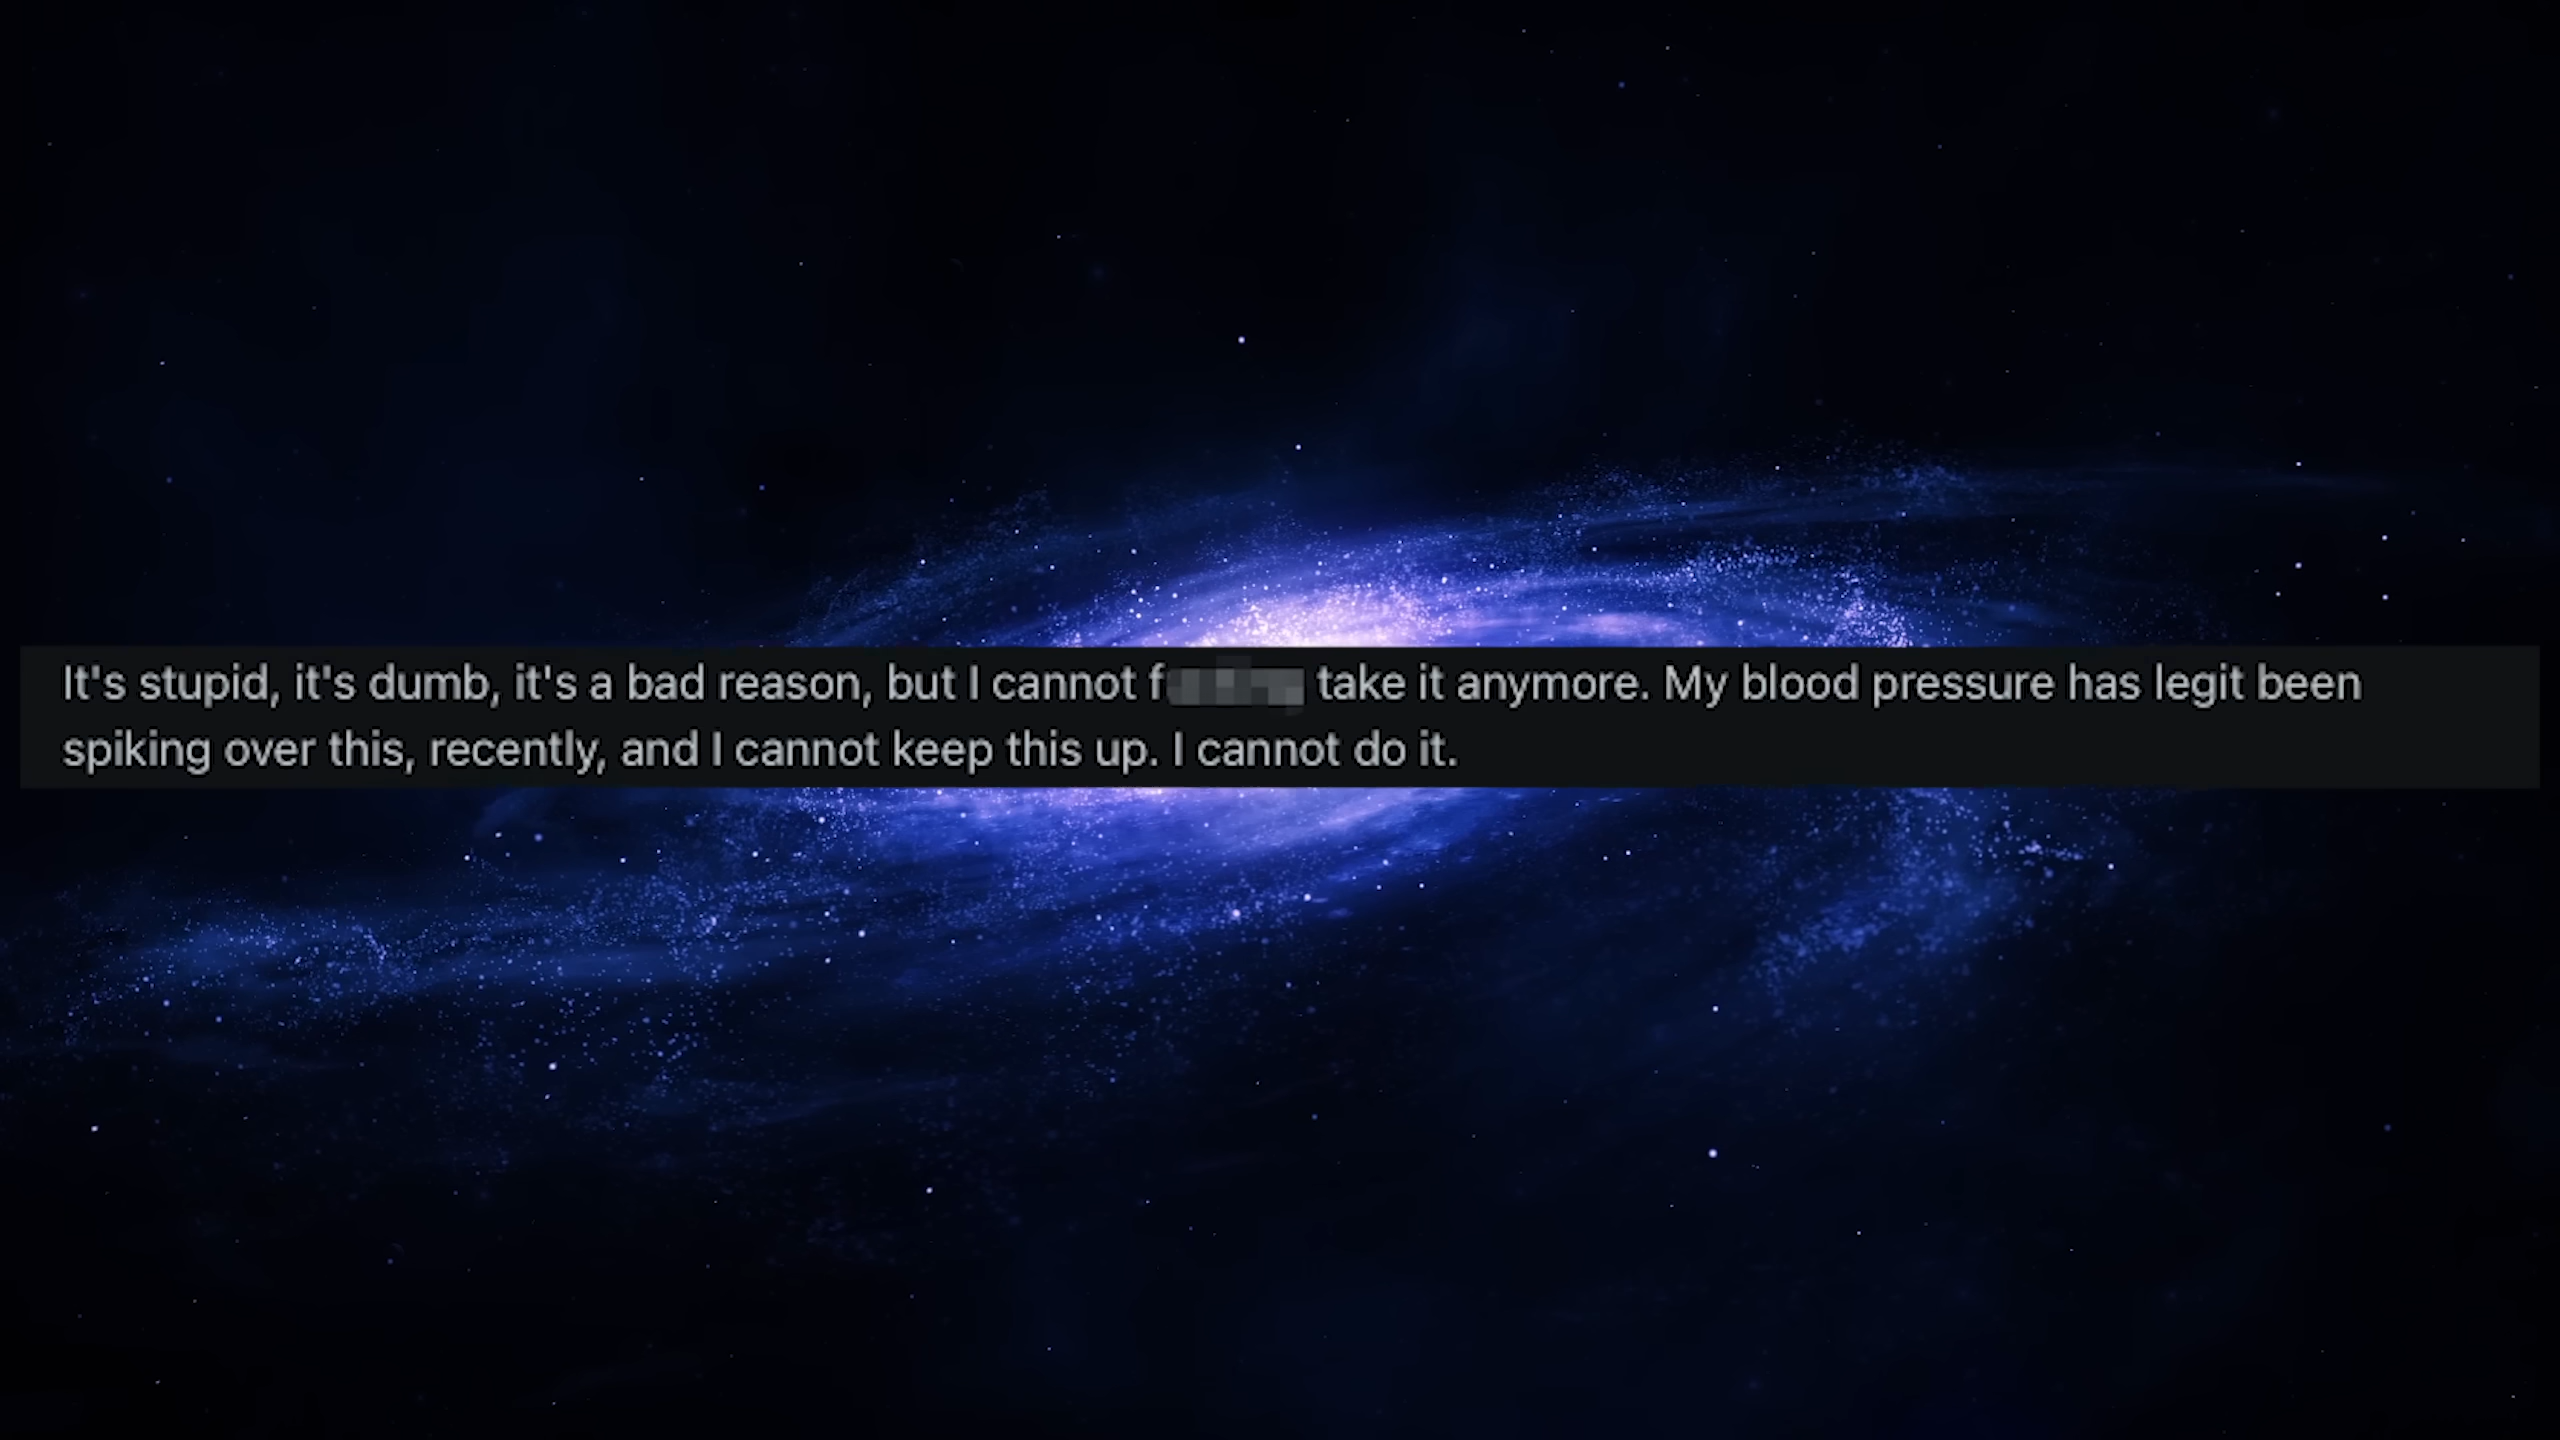 It's stupid, it's dumb, it's a bad reason, but I cannot f take it anymore. My blood pressure has legit been
spiking over this, recently, and I cannot keep this up. I cannot do it.